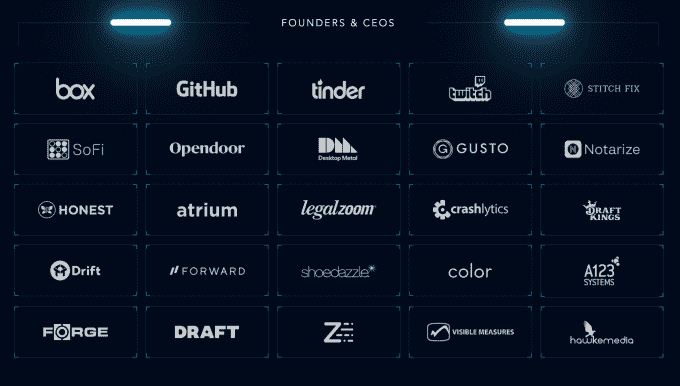 FOUNDERS & CEOS
box
GitHub
tinder
twitch
STITCH FIX
SoFi
Opendoor
Desktop Metal
GUSTO
Notarize
HONEST
atrium
legalzoom
crashlytics
DRAFT
KINGS
Drift
FORWARD
shoedazzle
color
A123
SYSTEMS
FORGE
DRAFT
VISIBLE MEASURES
hawkemedia